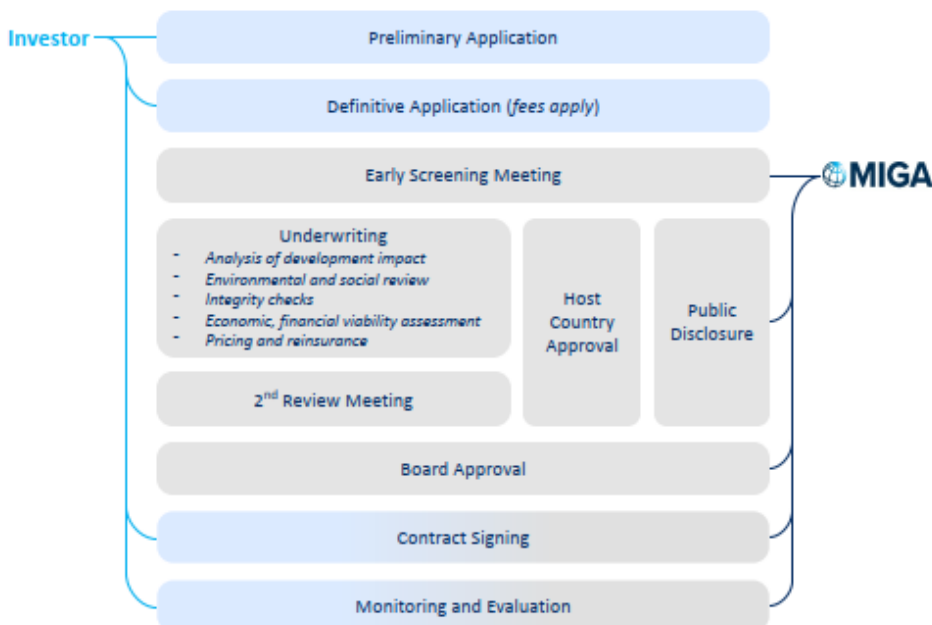 Investor
Preliminary Application
Definitive Application (fees apply)
Early Screening Meeting
MIGA
Underwriting
- Analysis of development impact
- Environmental and social review
- Integrity checks
- Economic, financial viability assessment
- Pricing and reinsurance
Host
Country
Approval
Public
Disclosure
2nd Review Meeting
Board Approval
Contract Signing
Monitoring and Evaluation